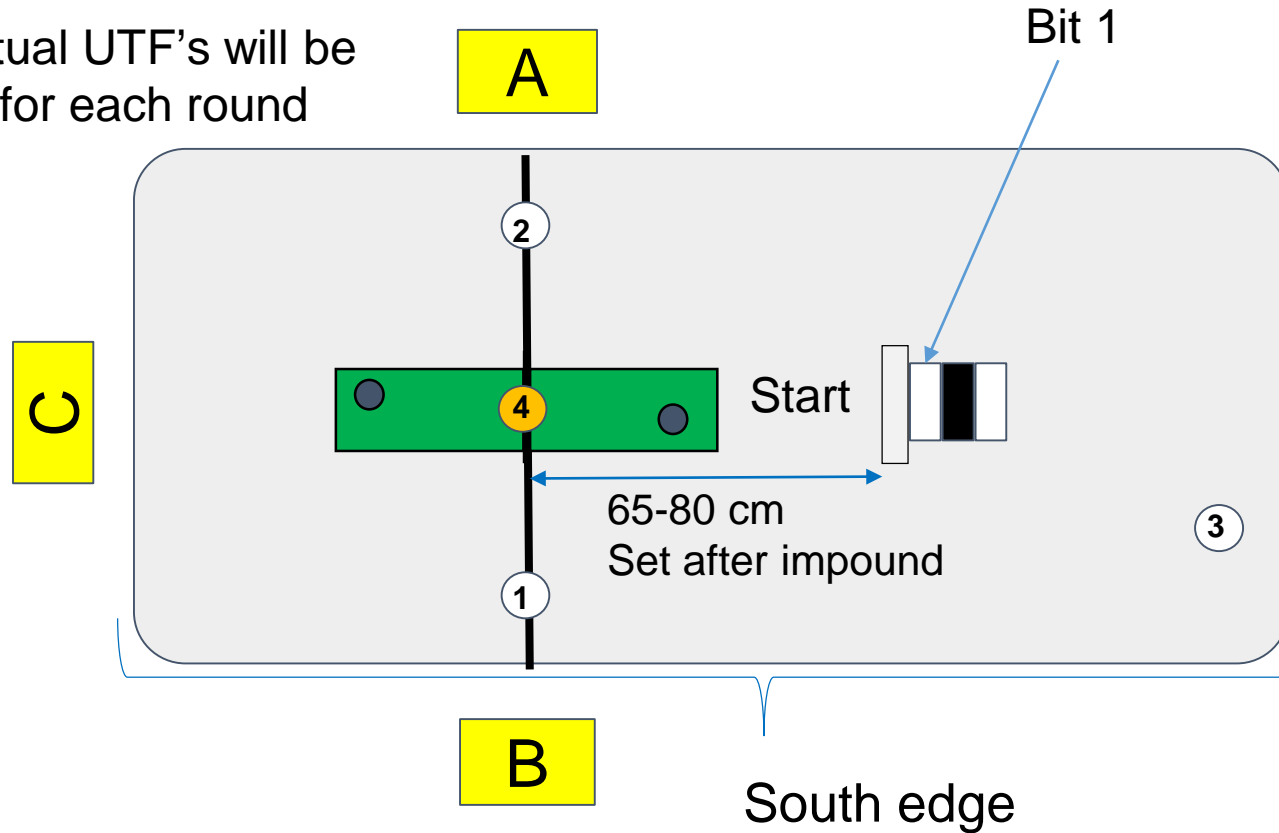 tual UTF's will be
for each round
A
Bit 1
2
C
4
Start
65-80 cm
Set after impound
3
1
B
South edge